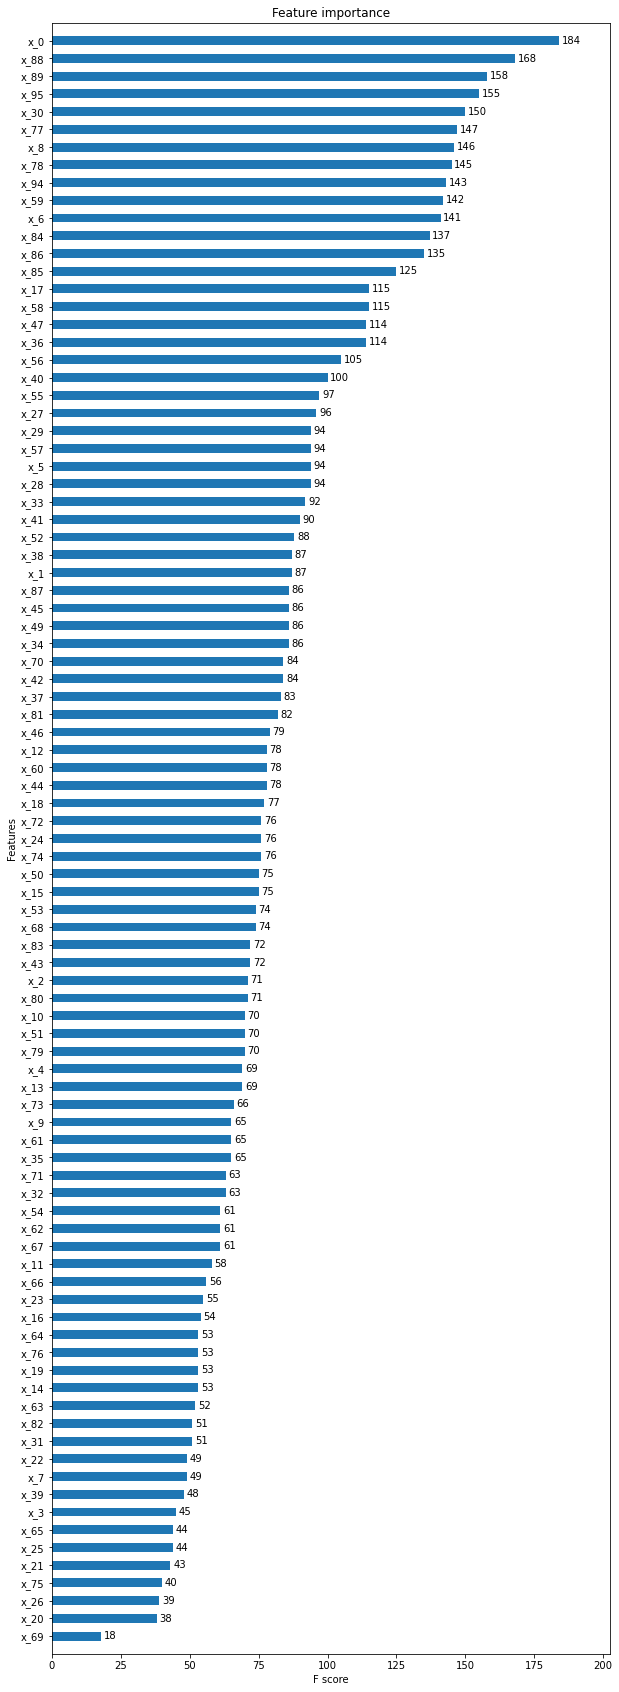 Feature importance
x_0 184
x_88 168
x_89 158
x_95 155
x_30 150
x_77 147
x_8 146
x_78 145
x_94 143
x_59 142
x_6 141
x_84 137
x_86 135
x_85 125
x_17 115
x_58 115
x_47 114
x_36 114
x_56 105
x_40 100
x_55 97
x_27 96
x_29 94
x_57 94
x_5 94
x_28 94
x_33 92
x_41 90
x_52 88
x_38 87
x_1 87
x_87 86
x_45 86
x_49 86
x_34 86
x_70 84
x_42 84
x_37 83
x_81 82
x_46 79
x_12 78
x_60 78
x_44 78
x_18 77
x_72 76
x_24 76
Features
x_74 76
x_50 75
x_15 75
x_53 74
x_68 74
x_83 72
x_43 72
x_2 71
x_80 71
x_10 70
x_51 70
x_79 70
x_4 69
x_13 69
x_73 66
x_9 65
x_61 65
x_35 65
x_71 63
x_32 63
x_54 61
x_62 61
x_67 61
x_11 58
x_66 56
x_23 55
x_16 54
x_64 53
x_76 53
x_19 53
x_14 53
x_63 52
x_82 51
x_31 51
x_22 49
x_7 49
x_39 48
x_3 45
x_65 44
x_25 44
x_21 43
x_75 40
x_26 39
x_20 38
x_69 18
0 25 50 75 100 125 150 175 200
F score